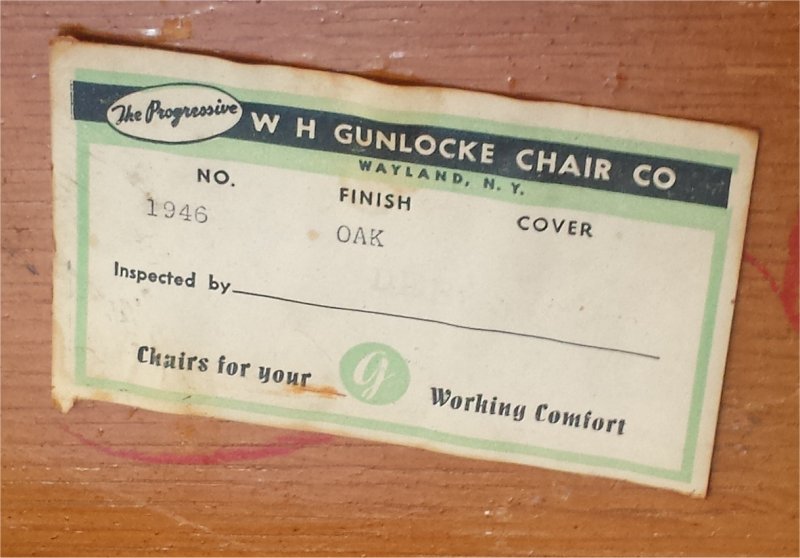 The Progressive W H GUNLOCKE CHAIR CO
WAYLAND, N. Y.
NO. FINISH COVER
1946 OAK
Inspected by
Chairs for your g Working Comfort